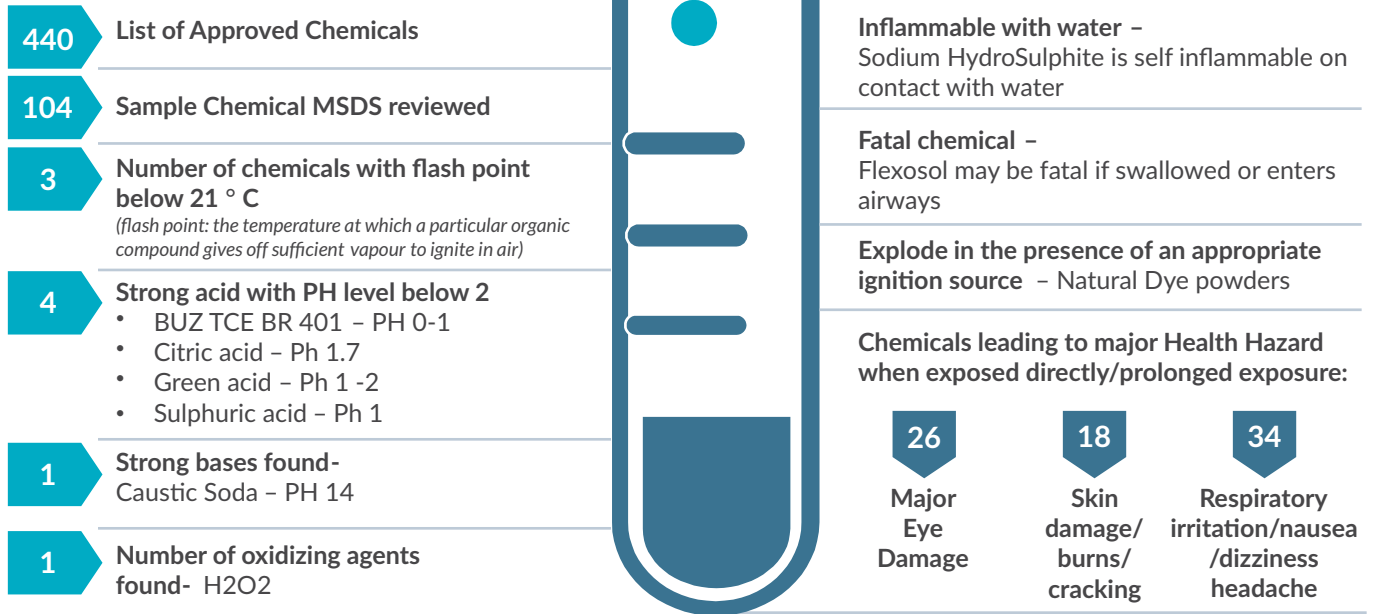 440
List of Approved Chemicals
104
Sample Chemical MSDS reviewed
3
Number of chemicals with flash point
below 21 ° C
(flash point: the temperature at which a particular organic
compound gives off sufficient vapour to ignite in air)
4
Strong acid with PH level below 2
• BUZ TCE BR 401 – PH 0-1
• Citric acid – Ph 1.7
• Green acid – Ph 1 -2
• Sulphuric acid – Ph 1
1
Strong bases found-
Caustic Soda – PH 14
1
Number of oxidizing agents
found- H2O2
Inflammable with water –
Sodium HydroSulphite is self inflammable on
contact with water
Fatal chemical –
Flexosol may be fatal if swallowed or enters
airways
Explode in the presence of an appropriate
ignition source – Natural Dye powders
Chemicals leading to major Health Hazard
when exposed directly/prolonged exposure:
26
Major
Eye
Damage
18
Skin
damage/
burns/
cracking
34
Respiratory
irritation/nausea
/dizziness
headache